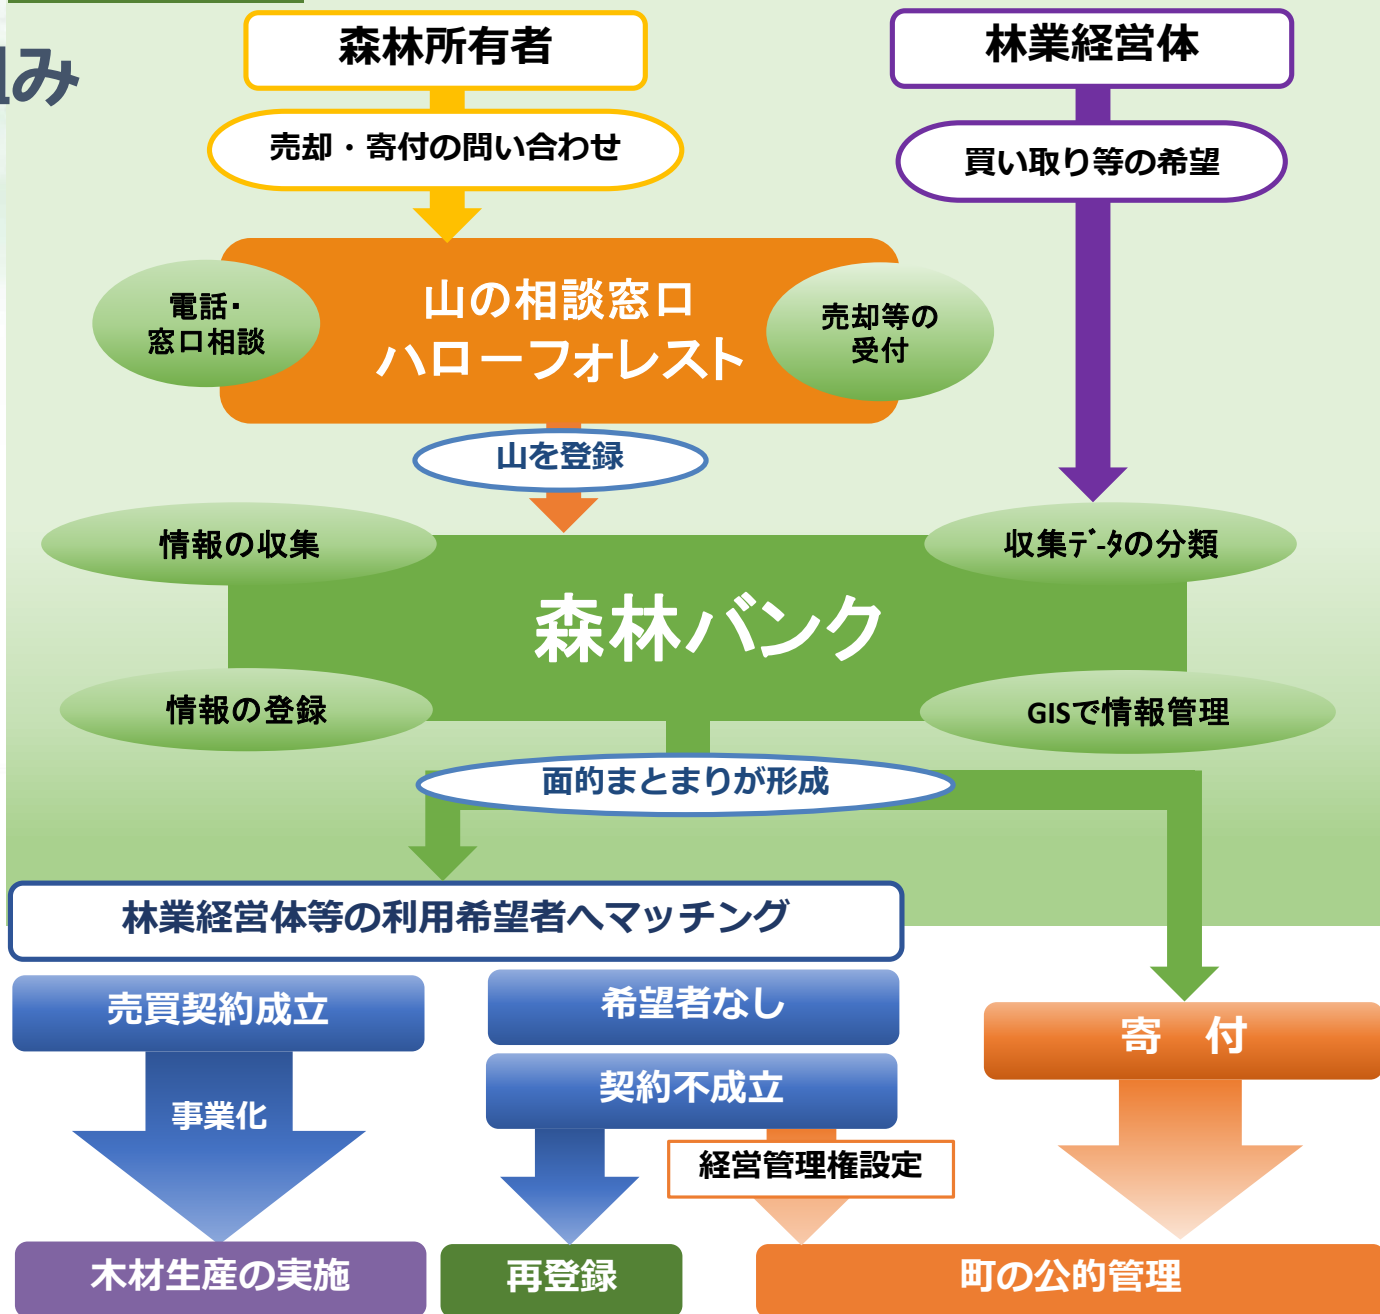 組み
森林所有者
林業経営体
売却・寄付の問い合わせ
買い取り等の希望
電話・
窓口相談
山の相談窓口
ハローフォレスト
売却等の
受付
山を登録
情報の収集
収集ﾃﾞｰﾀの分類
森林バンク
情報の登録
GISで情報管理
面的まとまりが形成
林業経営体等の利用希望者へマッチング
売買契約成立
希望者なし
寄　付
契約不成立
事業化
経営管理権設定
木材生産の実施
再登録
町の公的管理